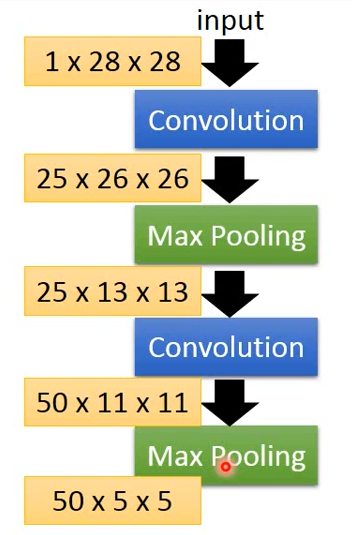 input
1 x 28 x 28
Convolution
25 x 26 x 26
Max Pooling
25 x 13 x 13
Convolution
50 x 11 x 11
Max Pooling
50 x 5 x 5